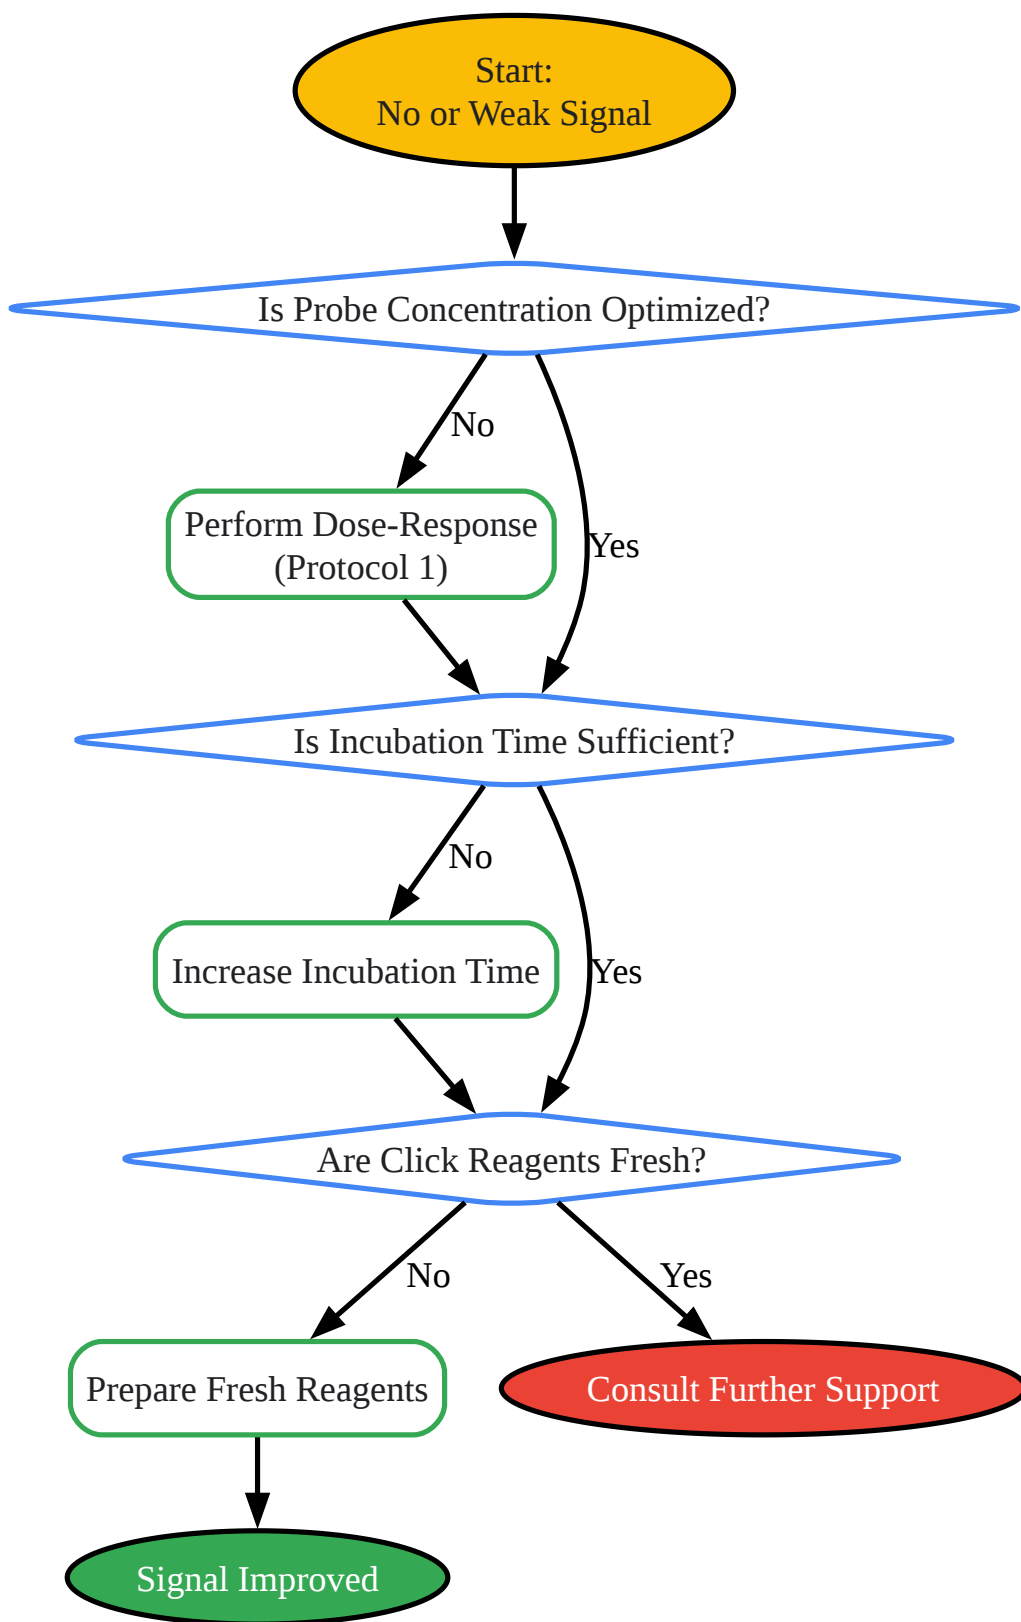 Start:
No or Weak Signal
Is Probe Concentration Optimized?
No
Perform Dose-Response
(Protocol 1)
Yes
Is Incubation Time Sufficient?
No
Increase Incubation Time
Yes
Are Click Reagents Fresh?
No
Yes
Prepare Fresh Reagents
Consult Further Support
Signal Improved